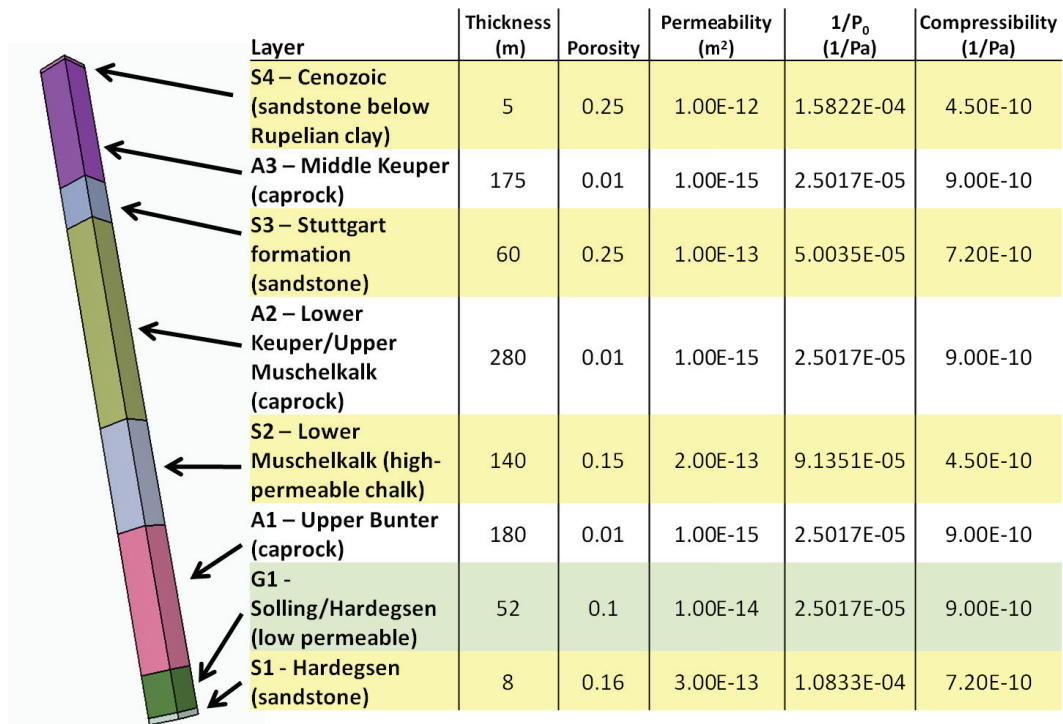 Layer Thickness (m) Porosity Permeability (m²) 1/P₀ (1/Pa) Compressibility (1/Pa)
S4 – Cenozoic (sandstone below Rupelian clay) 5 0.25 1.00E-12 1.5822E-04 4.50E-10
A3 – Middle Keuper (caprock) 175 0.01 1.00E-15 2.5017E-05 9.00E-10
S3 – Stuttgart formation (sandstone) 60 0.25 1.00E-13 5.0035E-05 7.20E-10
A2 – Lower Keuper/Upper Muschelkalk (caprock) 280 0.01 1.00E-15 2.5017E-05 9.00E-10
S2 – Lower Muschelkalk (high-permeable chalk) 140 0.15 2.00E-13 9.1351E-05 4.50E-10
A1 – Upper Bunter (caprock) 180 0.01 1.00E-15 2.5017E-05 9.00E-10
G1 - Solling/Hardegsen (low permeable) 52 0.1 1.00E-14 2.5017E-05 9.00E-10
S1 - Hardegsen (sandstone) 8 0.16 3.00E-13 1.0833E-04 7.20E-10